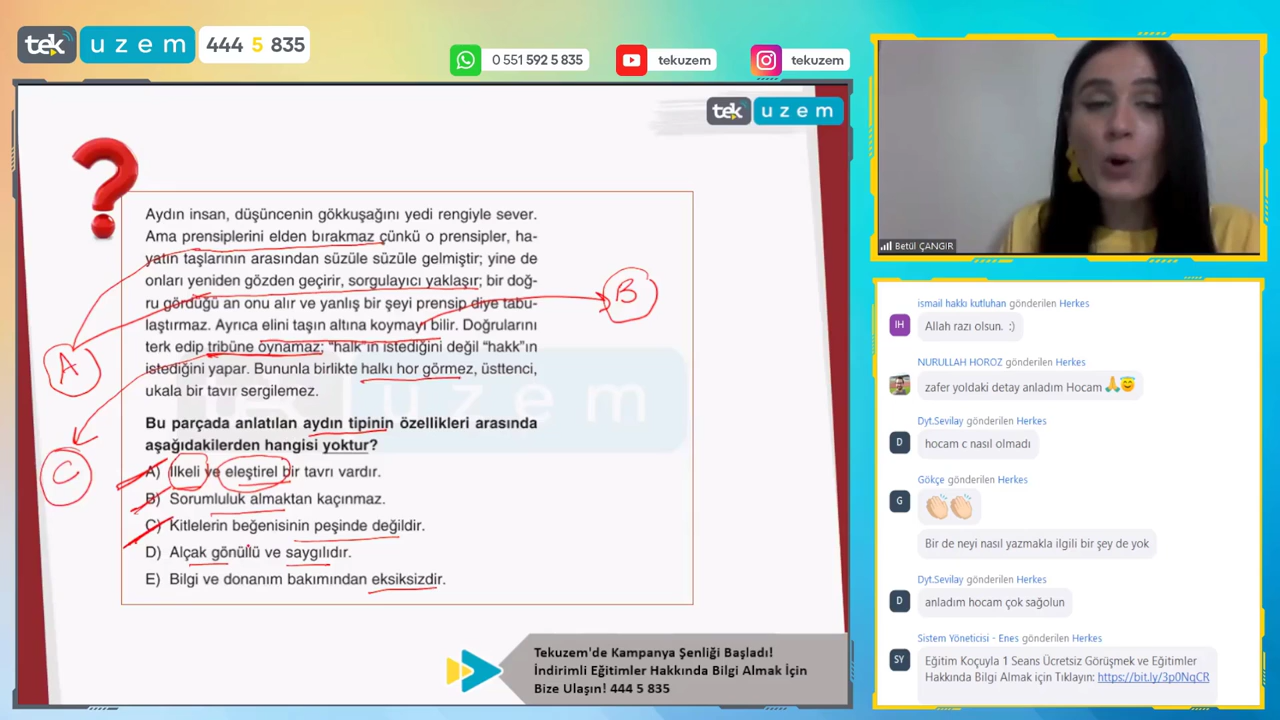 tek uzem 444 5 835
0 551 592 5 835
tekuzem
tekuzem
tek uzem
Aydın insan, düşüncenin gökkuşağını yedi rengiyle sever.
Ama prensiplerini elden bırakmaz çünkü o prensipler, ha-
yatın taşlarının arasından süzüle süzüle gelmiştir; yine de
onları yeniden gözden geçirir, sorgulayıcı yaklaşır; bir doğ-
ru gördüğü an onu alır ve yanlış bir şeyi prensip diye tabu-
laştırmaz. Ayrıca elini taşın altına koymayı bilir. Doğrularını
terk edip tribüne oynamaz; “halk”ın istediğini değil “hakk”ın
istediğini yapar. Bununla birlikte halkı hor görmez, üsttenci,
ukala bir tavır sergilemez.
A
B
C
Bu parçada anlatılan aydın tipinin özellikleri arasında
aşağıdakilerden hangisi yoktur?
A) İlkeli ve eleştirel bir tavrı vardır.
B) Sorumluluk almaktan kaçınmaz.
C) Kitlelerin beğenisinin peşinde değildir.
D) Alçak gönüllü ve saygılıdır.
E) Bilgi ve donanım bakımından eksiksizdir.
tek uzem
Tekuzem'de Kampanya Şenliği Başladı!
İndirimli Eğitimler Hakkında Bilgi Almak İçin
Bize Ulaşın! 444 5 835
Betül ÇANGIR
ismail hakkı kutluhan gönderilen Herkes
IH
Allah razı olsun. :)
NURULLAH HOROZ gönderilen Herkes
zafer yoldaki detay anladım Hocam
Dyt.Sevilay gönderilen Herkes
D
hocam c nasıl olmadı
Gökçe gönderilen Herkes
G
Bir de neyi nasıl yazmakla ilgili bir şey de yok
Dyt.Sevilay gönderilen Herkes
D
anladım hocam çok sağolun
Sistem Yöneticisi - Enes gönderilen Herkes
SY
Eğitim Koçuyla 1 Seans Ücretsiz Görüşmek ve Eğitimler
Hakkında Bilgi Almak için Tıklayın: https://bit.ly/3p0NqCR